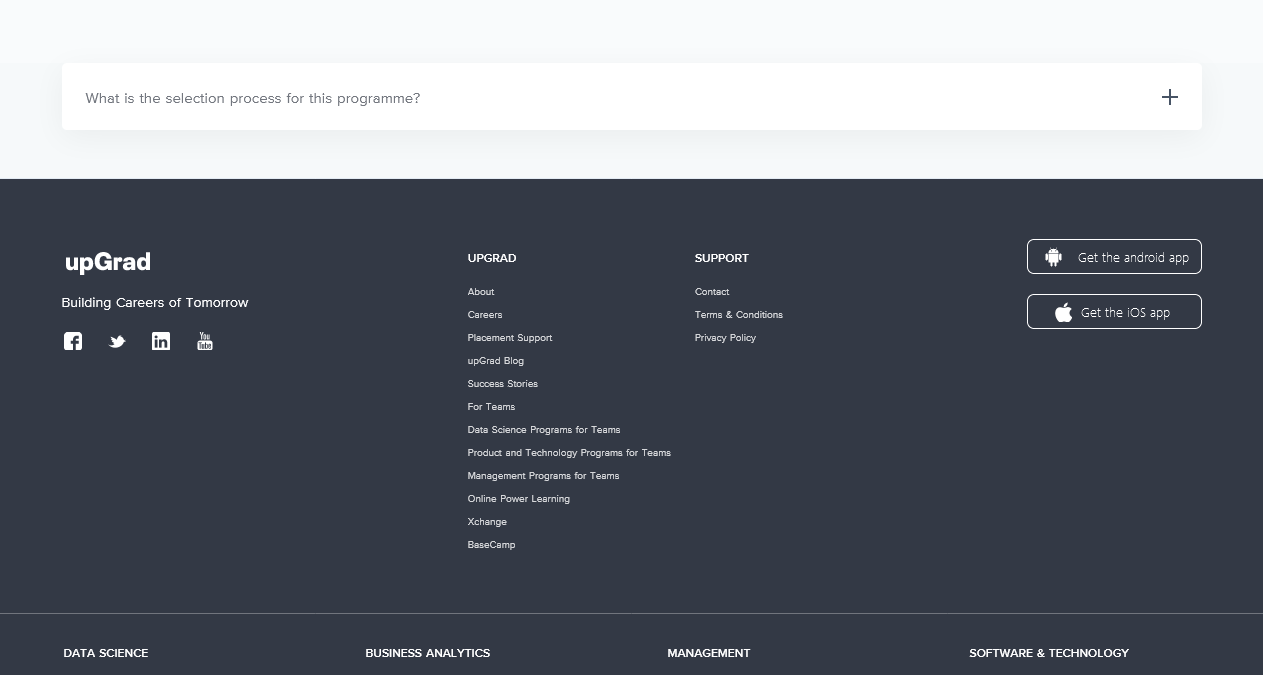 What is the selection process for this programme?
upGrad
Building Careers of Tomorrow
You
Tube
UPGRAD
About
Careers
Placement Support
upGrad Blog
Success Stories
For Teams
Data Science Programs for Teams
Product and Technology Programs for Teams
Management Programs for Teams
Online Power Learning
Xchange
BaseCamp
SUPPORT
Contact
Terms & Conditions
Privacy Policy
Get the android app
Get the iOS app
DATA SCIENCE
BUSINESS ANALYTICS
MANAGEMENT
SOFTWARE & TECHNOLOGY